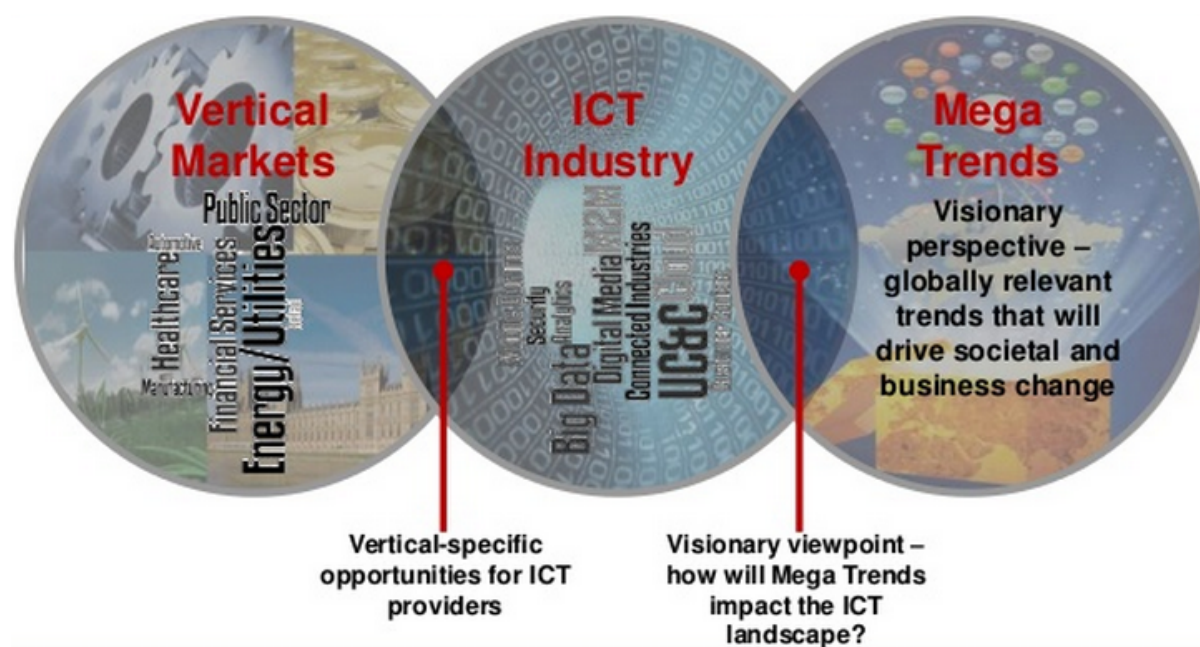 Vertical
Markets
Public Sector
Automotive
Healthcare
Manufacturing
Financial Services
Energy/Utilities
Retail
ICT
Industry
M2M
Security
Analytics
Big Data
Digital Media
Connected Industries
UC&C
Cloud
Mega
Trends
Visionary
perspective –
globally relevant
trends that will
drive societal and
business change
Vertical-specific
opportunities for ICT
providers
Visionary viewpoint –
how will Mega Trends
impact the ICT
landscape?